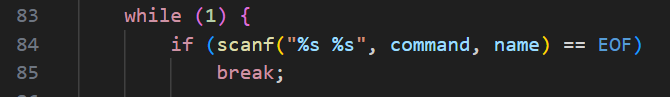 83 while (1) {
84 if (scanf("%s %s", command, name) == EOF)
85 break;